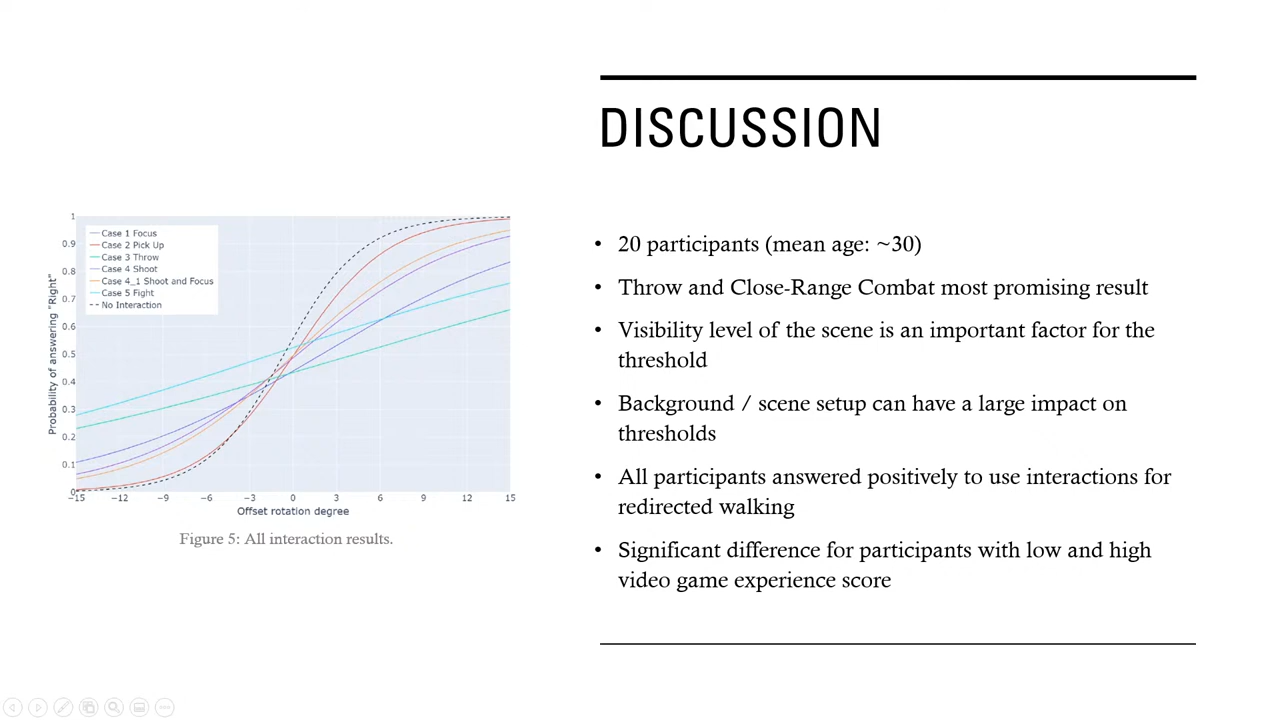 DISCUSSION
• 20 participants (mean age: ~30)
• Throw and Close-Range Combat most promising result
• Visibility level of the scene is an important factor for the
threshold
• Background / scene setup can have a large impact on
thresholds
• All participants answered positively to use interactions for
redirected walking
• Significant difference for participants with low and high
video game experience score
Probability of answering "Right"
1
0.9
0.8
0.7
0.6
0.5
0.4
0.3
0.2
0.1
0
Case 1 Focus
Case 2 Pick Up
Case 3 Throw
Case 4 Shoot
Case 4_1 Shoot and Focus
Case 5 Fight
No Interaction
−15 −12 −9 −6 −3 0 3 6 9 12 15
Offset rotation degree
Figure 5: All interaction results.